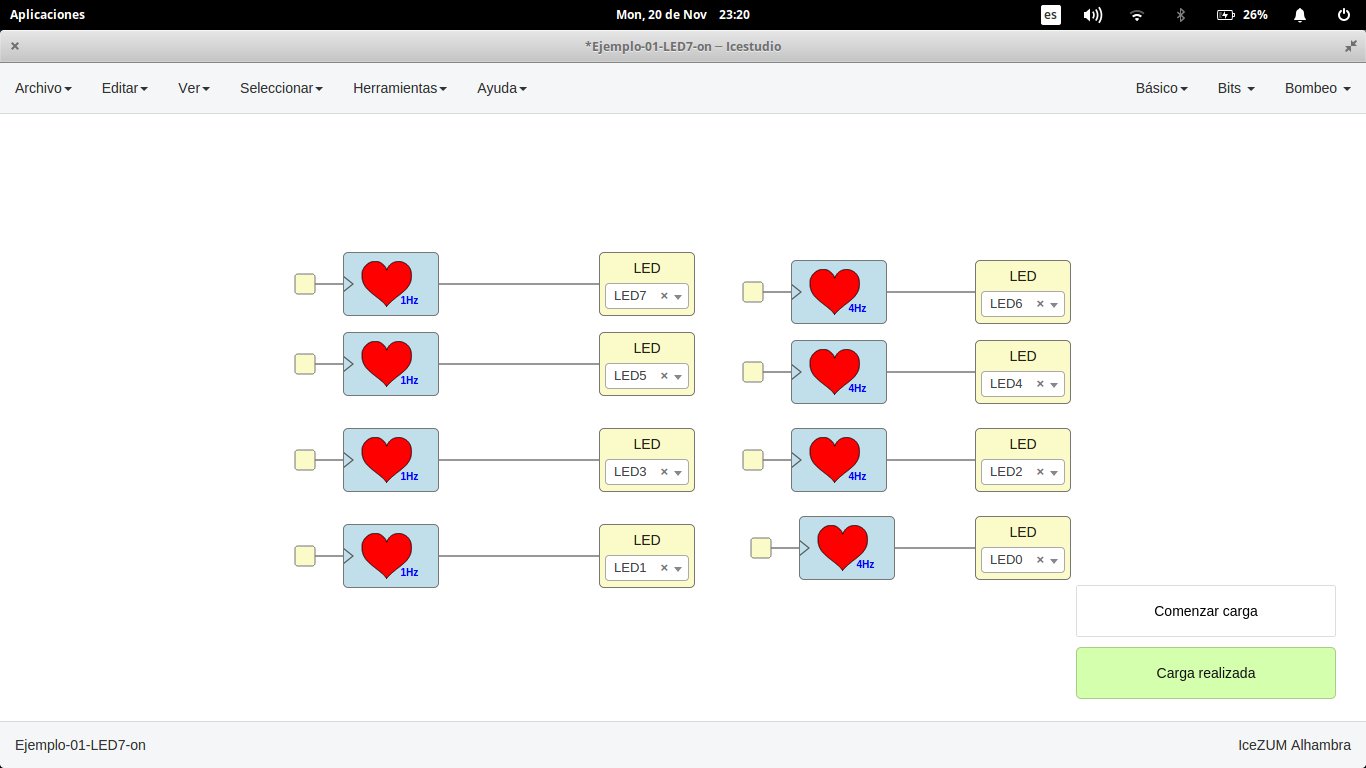 Aplicaciones
Mon, 20 de Nov 23:20
es
26%
*Ejemplo-01-LED7-on – Icestudio
Archivo
Editar
Ver
Seleccionar
Herramientas
Ayuda
Básico
Bits
Bombeo
1Hz
LED
LED7
4Hz
LED
LED6
1Hz
LED
LED5
4Hz
LED
LED4
1Hz
LED
LED3
4Hz
LED
LED2
1Hz
LED
LED1
4Hz
LED
LED0
Comenzar carga
Carga realizada
Ejemplo-01-LED7-on
IceZUM Alhambra